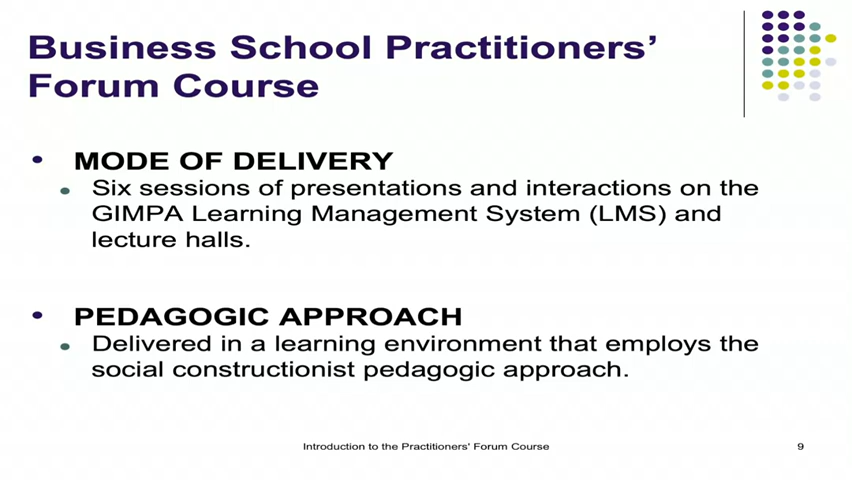 Business School Practitioners’
Forum Course
• MODE OF DELIVERY
• Six sessions of presentations and interactions on the
GIMPA Learning Management System (LMS) and
lecture halls.
• PEDAGOGIC APPROACH
• Delivered in a learning environment that employs the
social constructionist pedagogic approach.
Introduction to the Practitioners' Forum Course
9